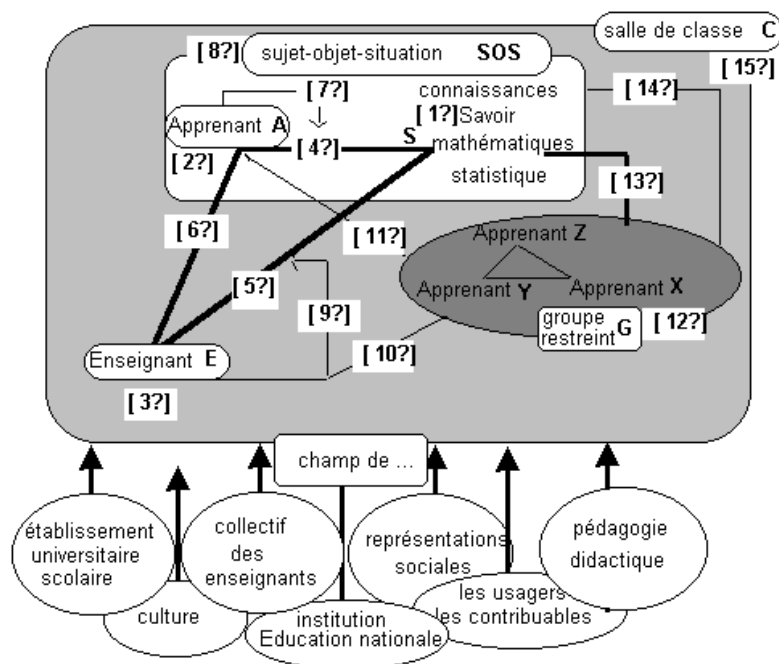 salle de classe C
[15?]
[8?] sujet-objet-situation SOS
[7?]
connaissances
[14?]
[1?] Savoir
Apprenant A
S
mathématiques
[2?]
[4?]
statistique
[13?]
[6?]
[11?]
Apprenant Z
[5?]
Apprenant Y
Apprenant X
[9?]
groupe
restreint G
[12?]
[10?]
Enseignant E
[3?]
champ de ...
établissement
universitaire
scolaire
culture
collectif
des
enseignants
institution
Education nationale
représentations
sociales
les usagers
les contribuables
pédagogie
didactique